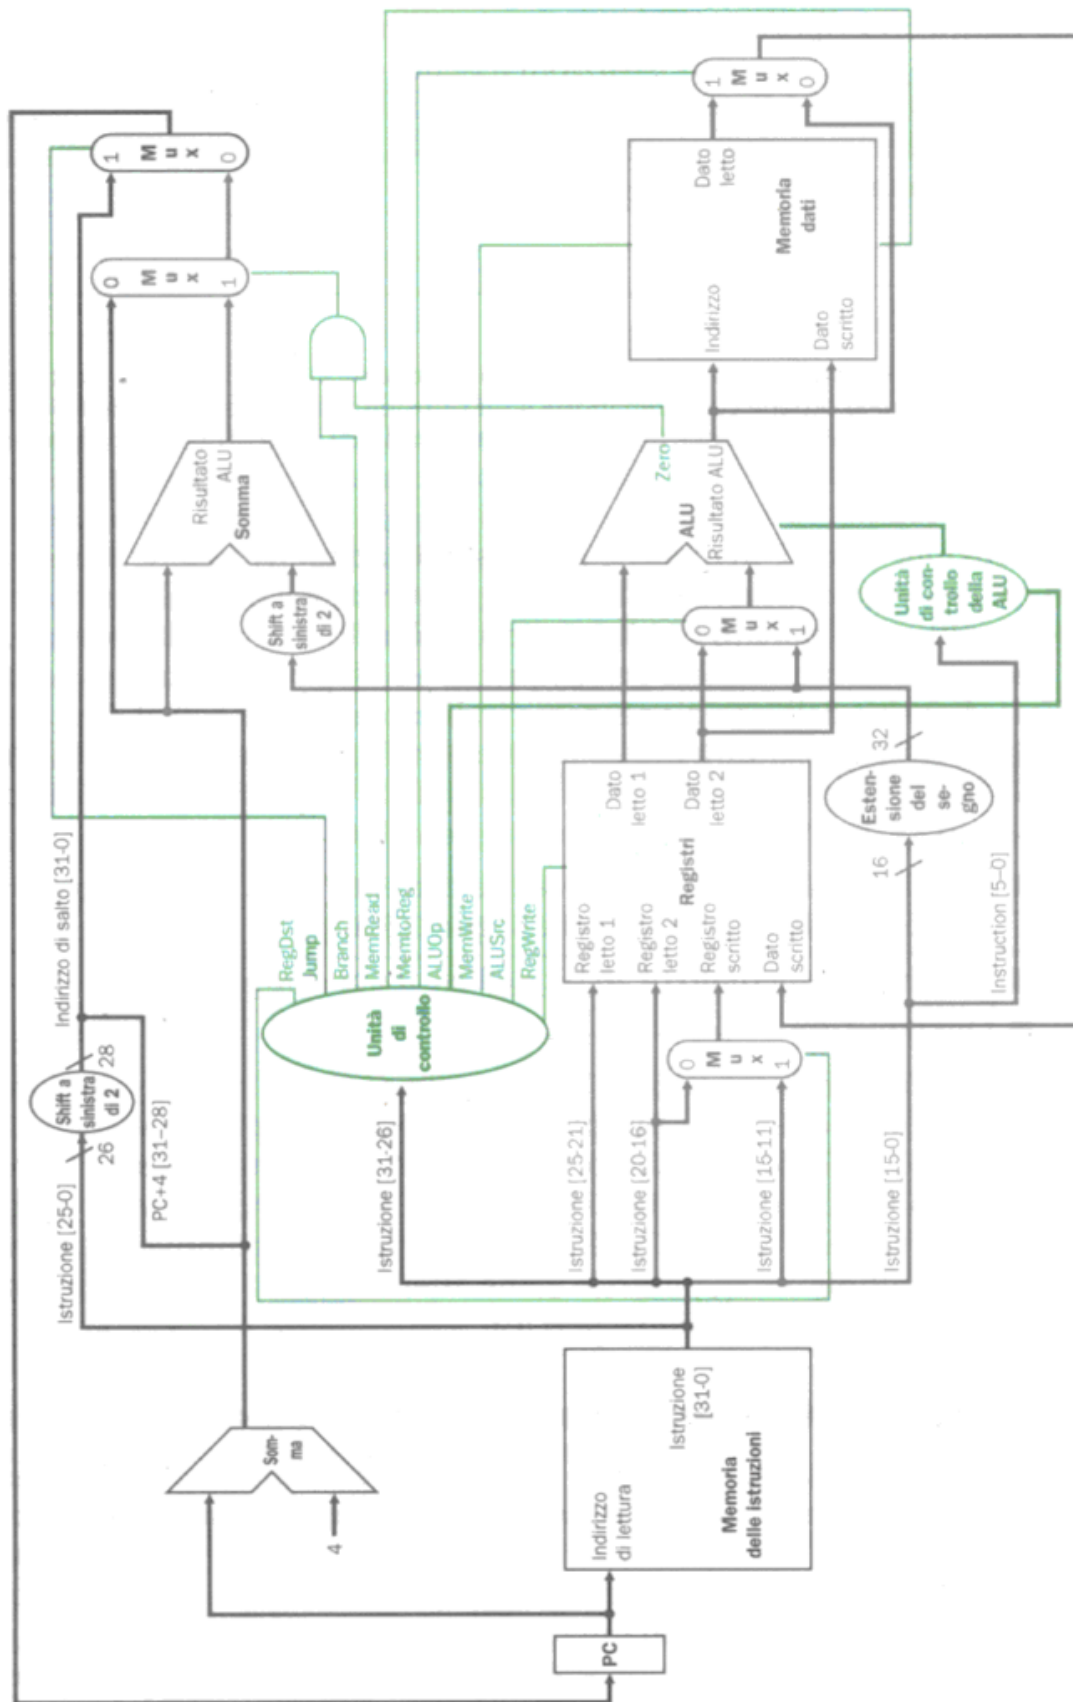 PC
4
Som-
ma
Indirizzo
di lettura
Istruzione
[31-0]
Memoria
delle istruzioni
Istruzione [25-0]
26
Shift a
sinistra
di 2
28
Indirizzo di salto [31-0]
PC+4 [31–28]
Istruzione [31-26]
Istruzione [25-21]
Istruzione [20-16]
Istruzione [15-11]
Istruzione [15-0]
Unità
di
controllo
RegDst
Jump
Branch
MemRead
MemtoReg
ALUOp
MemWrite
ALUSrc
RegWrite
0
M
u
x
1
Registro
letto 1
Registro
letto 2
Registro
scritto
Dato
scritto
Registri
Dato
letto 1
Dato
letto 2
16
Esten-
sione
del
se-
gno
32
Instruction [5–0]
Shift a
sinistra
di 2
Risultato
ALU
Somma
0
M
u
x
1
Zero
ALU
Risultato ALU
Unità
di con-
trollo
della
ALU
0
M
u
x
1
1
M
u
x
0
Indirizzo
Dato
scritto
Dato
letto
Memoria
dati
1
M
u
x
0